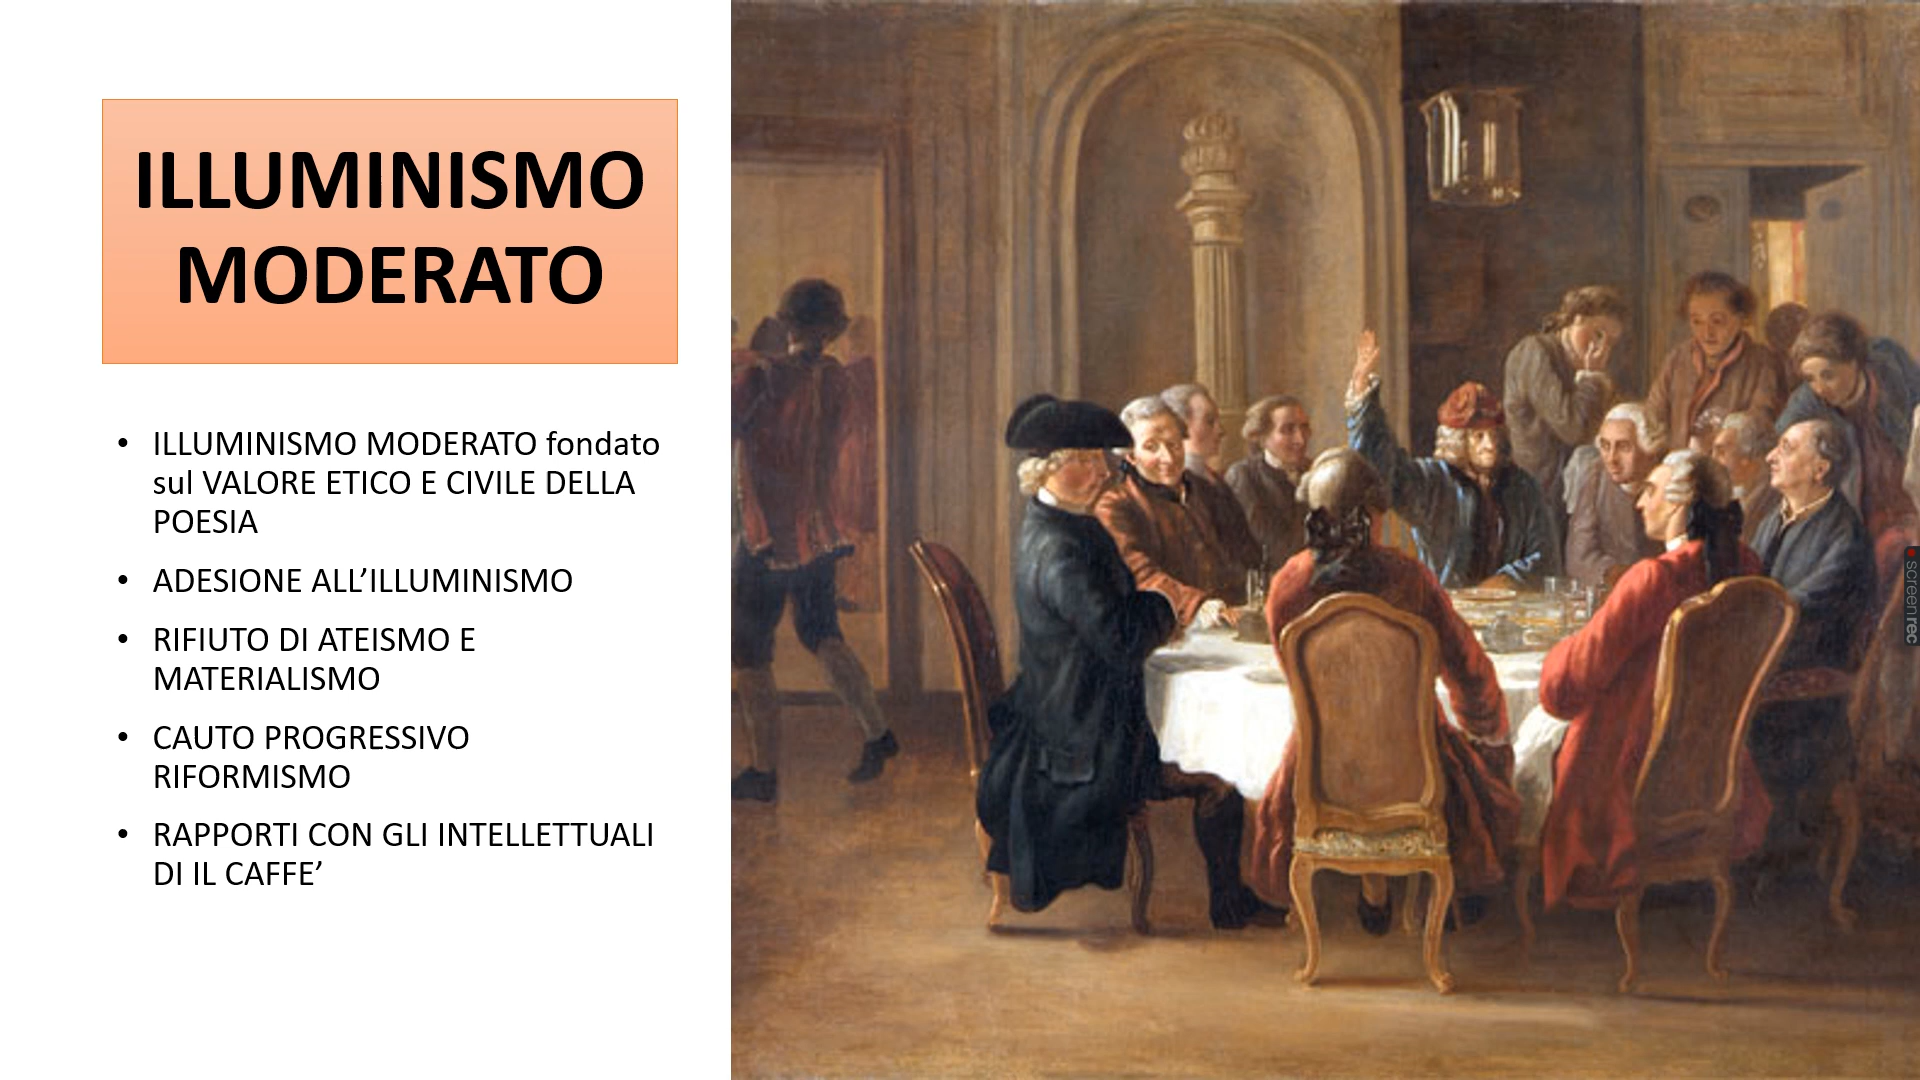 ILLUMINISMO
MODERATO
• ILLUMINISMO MODERATO fondato
sul VALORE ETICO E CIVILE DELLA
POESIA
• ADESIONE ALL’ILLUMINISMO
• RIFIUTO DI ATEISMO E
MATERIALISMO
• CAUTO PROGRESSIVO
RIFORMISMO
• RAPPORTI CON GLI INTELLETTUALI
DI IL CAFFE’
screenrec